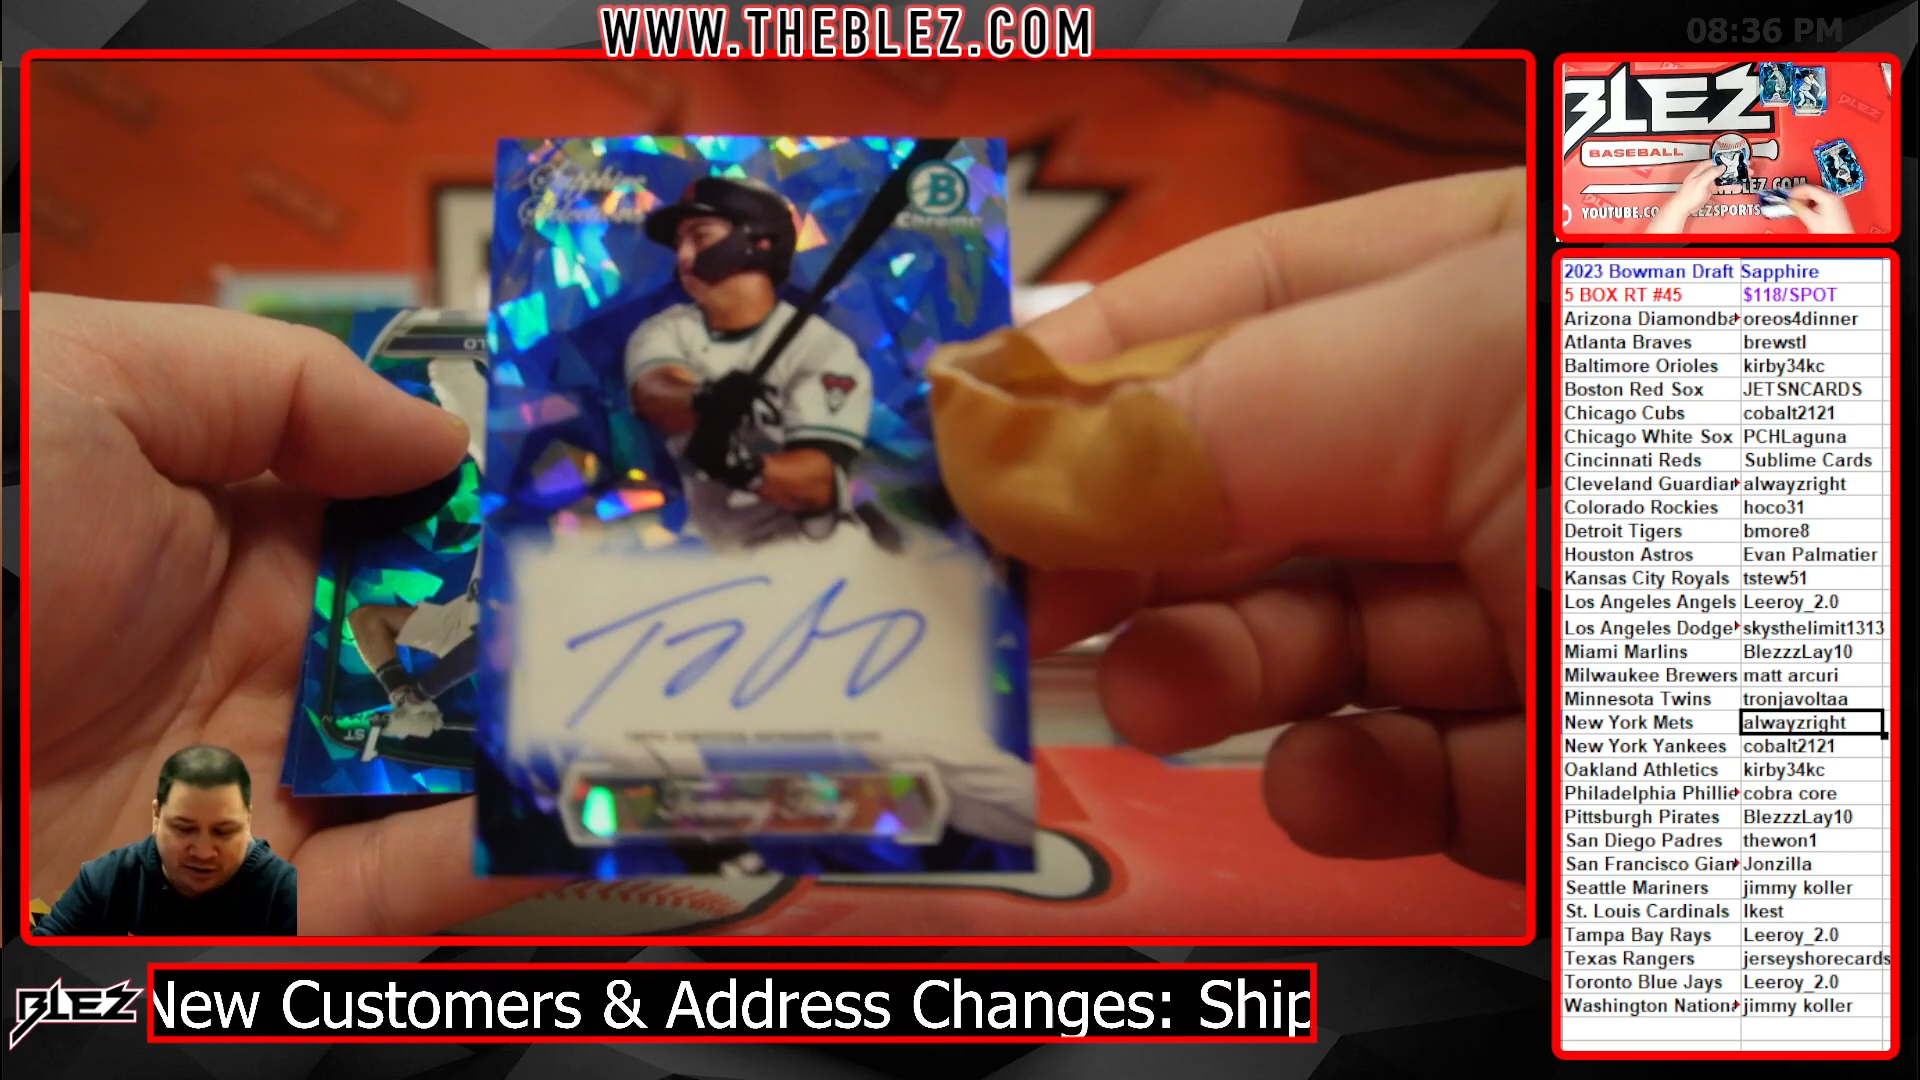 WWW.THEBLEZ.COM
08:36 PM
Sapphire
Selections
B
Chrome
1ST
Tommy Troy
BLEZ
BASEBALL
YOUTUBE.CO
2023 Bowman Draft Sapphire
5 BOX RT #45 $118/SPOT
Arizona Diamondba oreos4dinner
Atlanta Braves brewstl
Baltimore Orioles kirby34kc
Boston Red Sox JETSNCARDS
Chicago Cubs cobalt2121
Chicago White Sox PCHLaguna
Cincinnati Reds Sublime Cards
Cleveland Guardian alwayzright
Colorado Rockies hoco31
Detroit Tigers bmore8
Houston Astros Evan Palmatier
Kansas City Royals tstew51
Los Angeles Angels Leeroy_2.0
Los Angeles Dodge skysthelimit1313
Miami Marlins BlezzzLay10
Milwaukee Brewers matt arcuri
Minnesota Twins tronjavoltaa
New York Mets alwayzright
New York Yankees cobalt2121
Oakland Athletics kirby34kc
Philadelphia Phillie cobra core
Pittsburgh Pirates BlezzzLay10
San Diego Padres thewon1
San Francisco Gian Jonzilla
Seattle Mariners jimmy koller
St. Louis Cardinals lkest
Tampa Bay Rays Leeroy_2.0
Texas Rangers jerseyshorecards
Toronto Blue Jays Leeroy_2.0
Washington Nation jimmy koller
BLEZ
New Customers & Address Changes: Ship